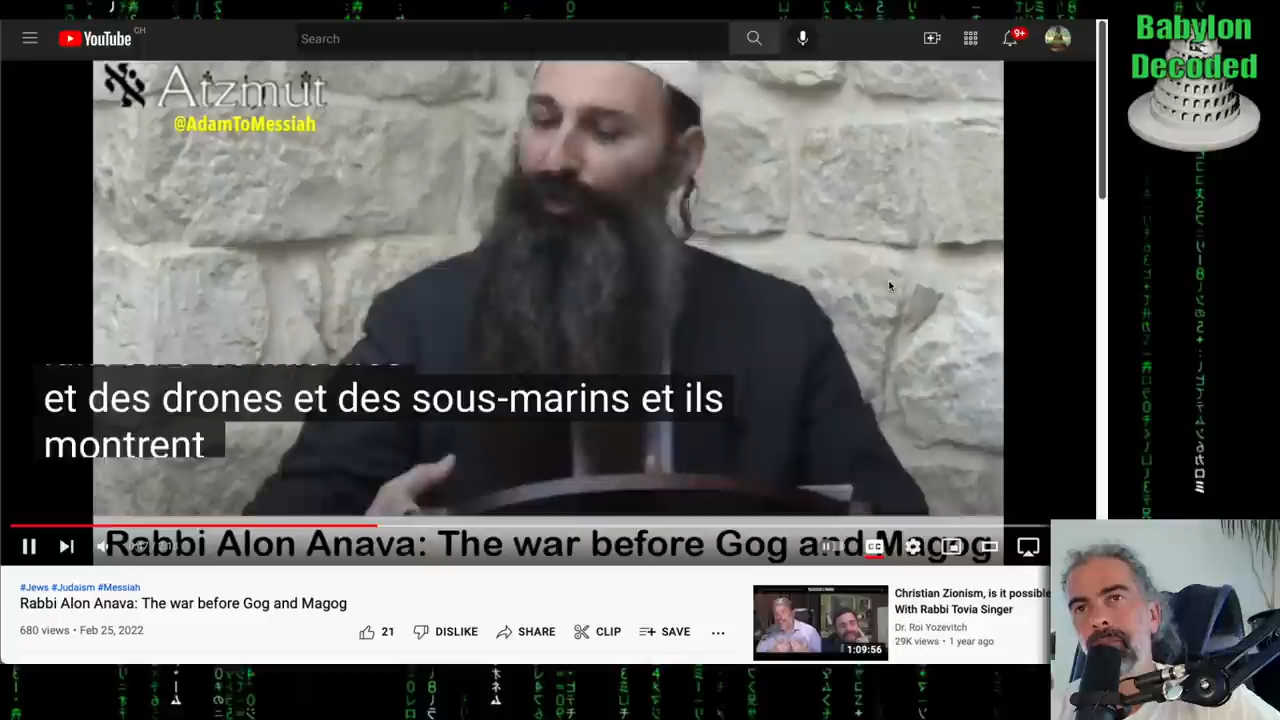 YouTube
CH
Search
9+
Babylon
Decoded
Atzmut
@AdamToMessiah
et des drones et des sous-marins et ils
montrent
Rabbi Alon Anava: The war before Gog and Magog
#Jews #Judaism #Messiah
Rabbi Alon Anava: The war before Gog and Magog
680 views • Feb 25, 2022
21
DISLIKE
SHARE
CLIP
SAVE
1:09:56
Christian Zionism, is it possible
With Rabbi Tovia Singer
Dr. Roi Yozevitch
29K views • 1 year ago